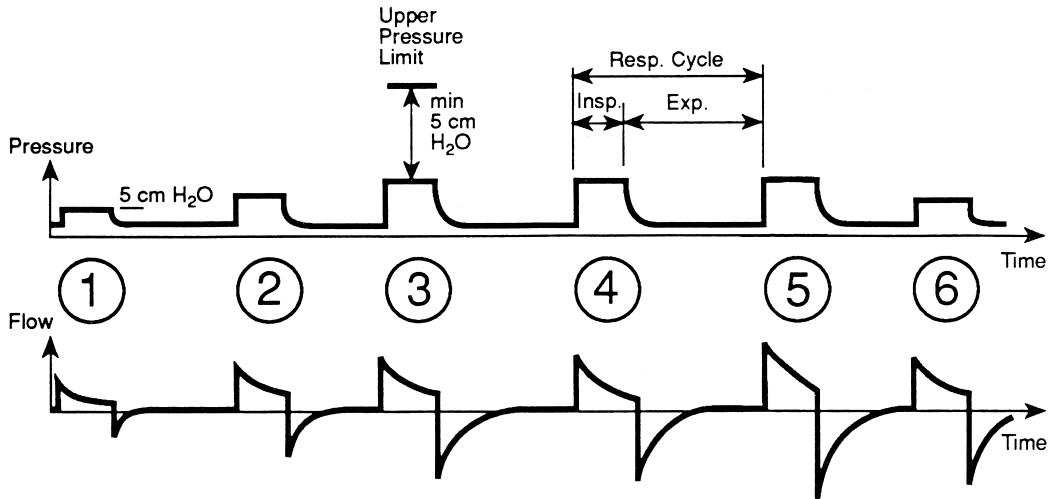 Upper
Pressure
Limit
min
5 cm
H₂O
Resp. Cycle
Insp.
Exp.
Pressure
5 cm H₂O
Time
1
2
3
4
5
6
Flow
Time